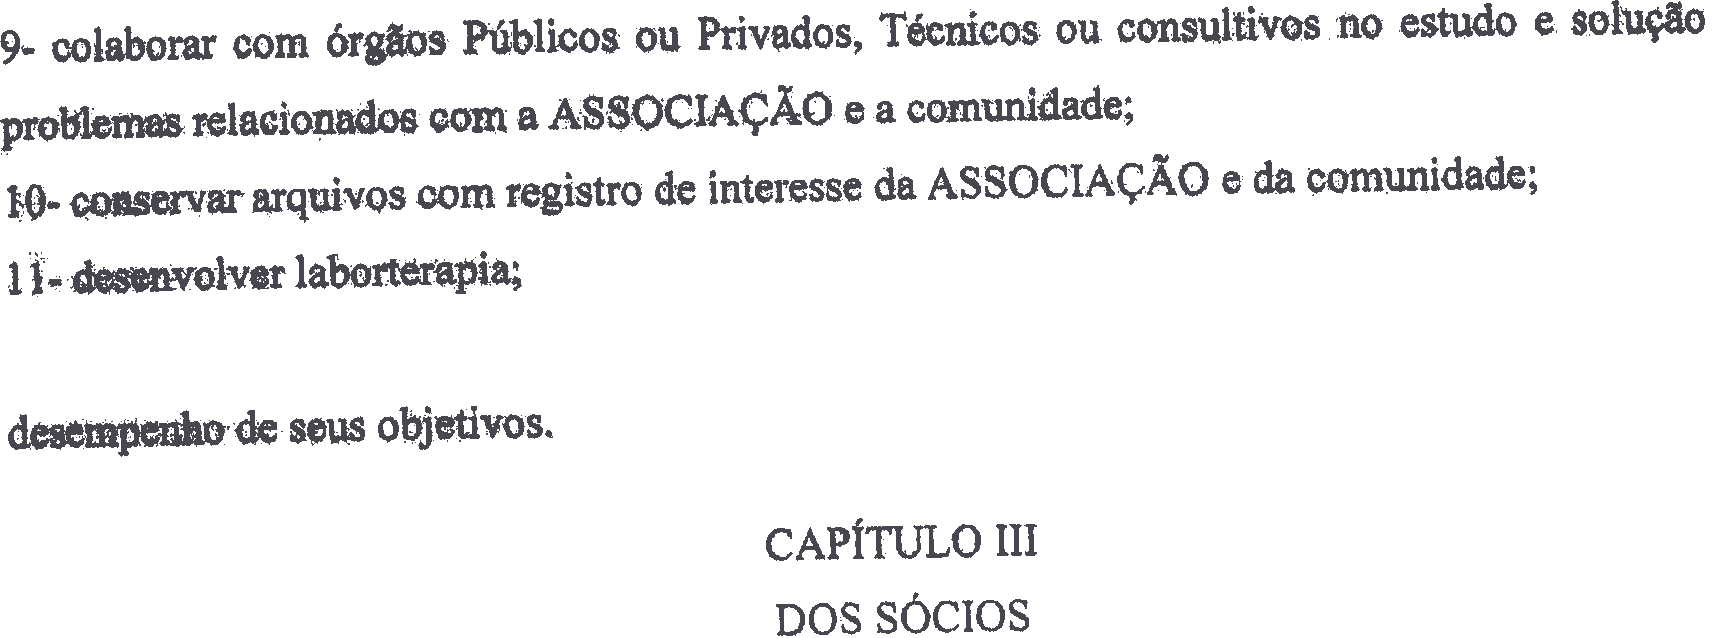 9- colaborar com órgãos Públicos ou Privados, Técnicos ou consultivos no estudo e solução
problemas relacionados com a ASSOCIAÇÃO e a comunidade;
10- conservar arquivos com registro de interesse da ASSOCIAÇÃO e da comunidade;
11- desenvolver laborterapia;
desempenho de seus objetivos.
CAPÍTULO III
DOS SÓCIOS